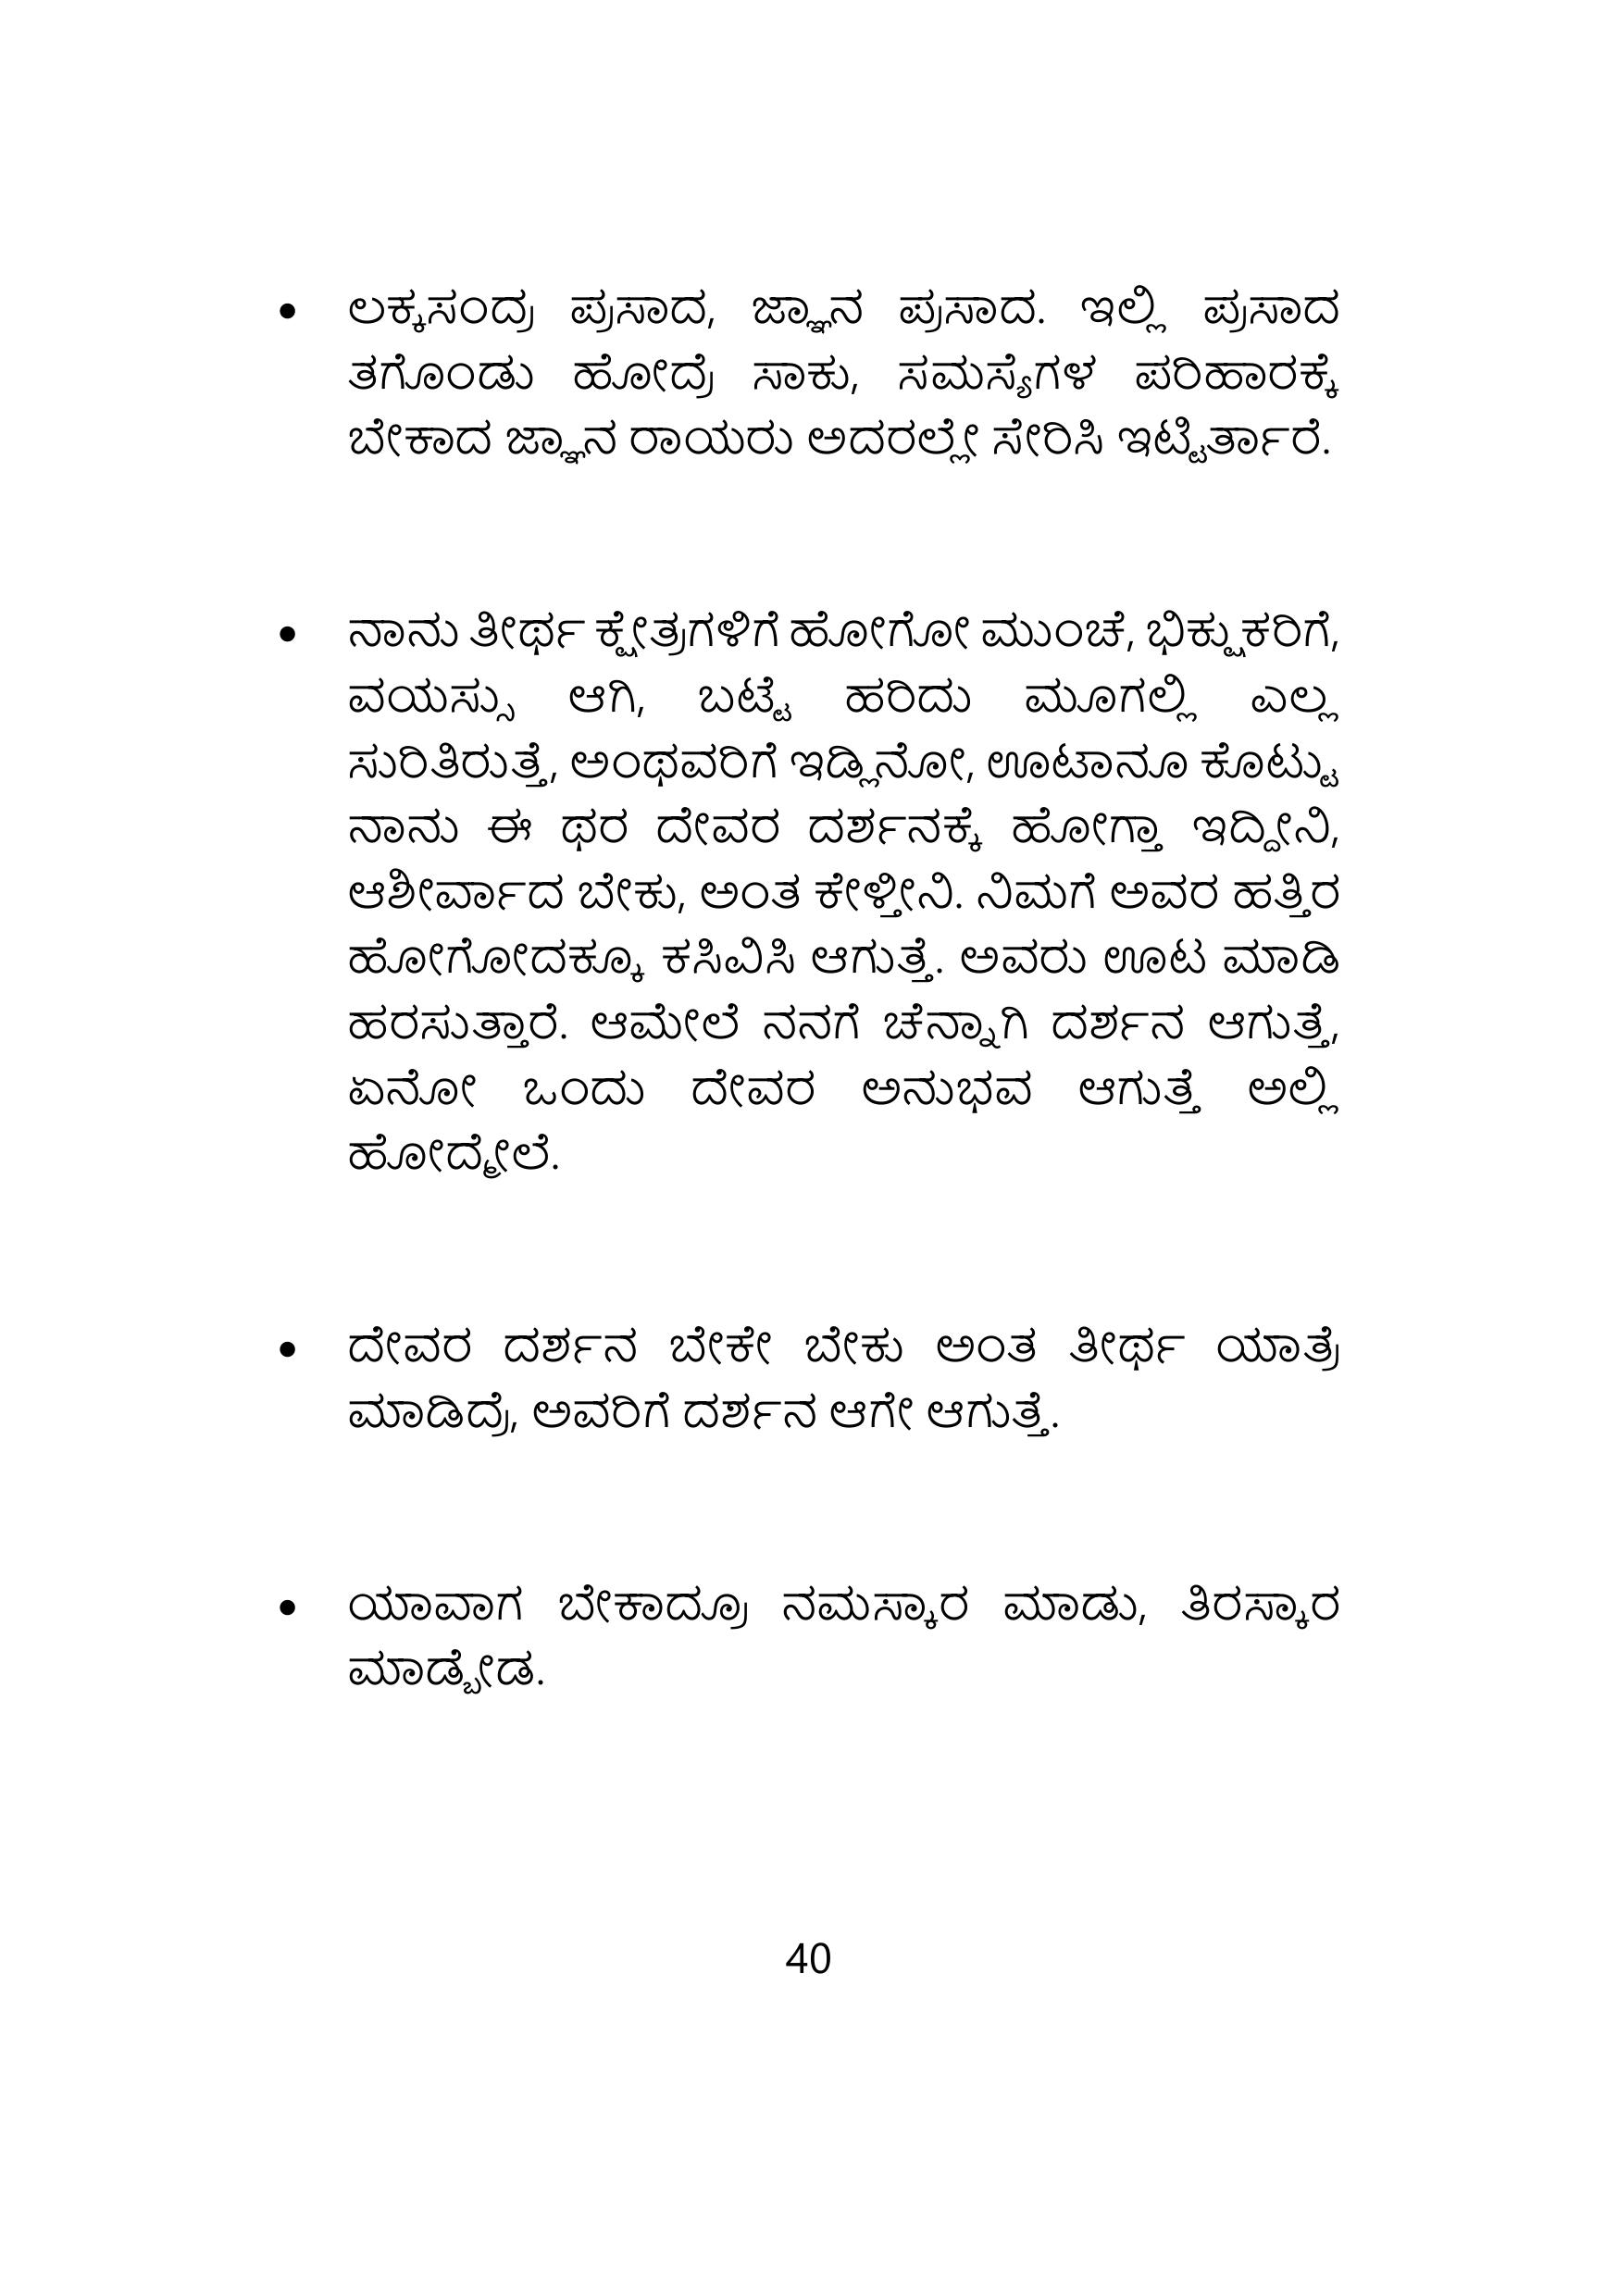 • ಲಕ್ಕಸಂದ್ರ ಪ್ರಸಾದ, ಜ್ಞಾನ ಪ್ರಸಾದ. ಇಲ್ಲಿ ಪ್ರಸಾದ
ತಗೊಂಡು ಹೋದ್ರೆ ಸಾಕು, ಸಮಸ್ಯೆಗಳ ಪರಿಹಾರಕ್ಕೆ
ಬೇಕಾದ ಜ್ಞಾನ ರಾಯರು ಅದರಲ್ಲೇ ಸೇರಿಸಿ ಇಟ್ಟಿರ್ತಾರೆ.
• ನಾನು ತೀರ್ಥ ಕ್ಷೇತ್ರಗಳಿಗೆ ಹೋಗೋ ಮುಂಚೆ, ಭಿಕ್ಷುಕರಿಗೆ,
ವಯಸ್ಸು ಆಗಿ, ಬಟ್ಟೆ ಹರಿದು ಮೂಗಲ್ಲಿ ಎಲ್ಲ
ಸುರಿತಿರುತ್ತೆ, ಅಂಥವರಿಗೆ ಇಡ್ಲಿನೋ, ಊಟಾನೂ ಕೊಟ್ಟು
ನಾನು ಈ ಥರ ದೇವರ ದರ್ಶನಕ್ಕೆ ಹೋಗ್ತಾ ಇದ್ದೀನಿ,
ಆಶೀರ್ವಾದ ಬೇಕು, ಅಂತ ಕೇಳ್ತೀನಿ. ನಿಮಗೆ ಅವರ ಹತ್ತಿರ
ಹೋಗೋದಕ್ಕೂ ಕಸಿವಿಸಿ ಆಗುತ್ತೆ. ಅವರು ಊಟ ಮಾಡಿ
ಹರಸುತ್ತಾರೆ. ಆಮೇಲೆ ನನಗೆ ಚೆನ್ನಾಗಿ ದರ್ಶನ ಆಗುತ್ತೆ,
ಏನೋ ಒಂದು ದೇವರ ಅನುಭವ ಆಗುತ್ತೆ ಅಲ್ಲಿ
ಹೋದ್ಮೇಲೆ.
• ದೇವರ ದರ್ಶನ ಬೇಕೇ ಬೇಕು ಅಂತ ತೀರ್ಥ ಯಾತ್ರೆ
ಮಾಡಿದ್ರೆ, ಅವರಿಗೆ ದರ್ಶನ ಆಗೇ ಆಗುತ್ತೆ.
• ಯಾವಾಗ ಬೇಕಾದ್ರೂ ನಮಸ್ಕಾರ ಮಾಡು, ತಿರಸ್ಕಾರ
ಮಾಡ್ಬೇಡ.
40